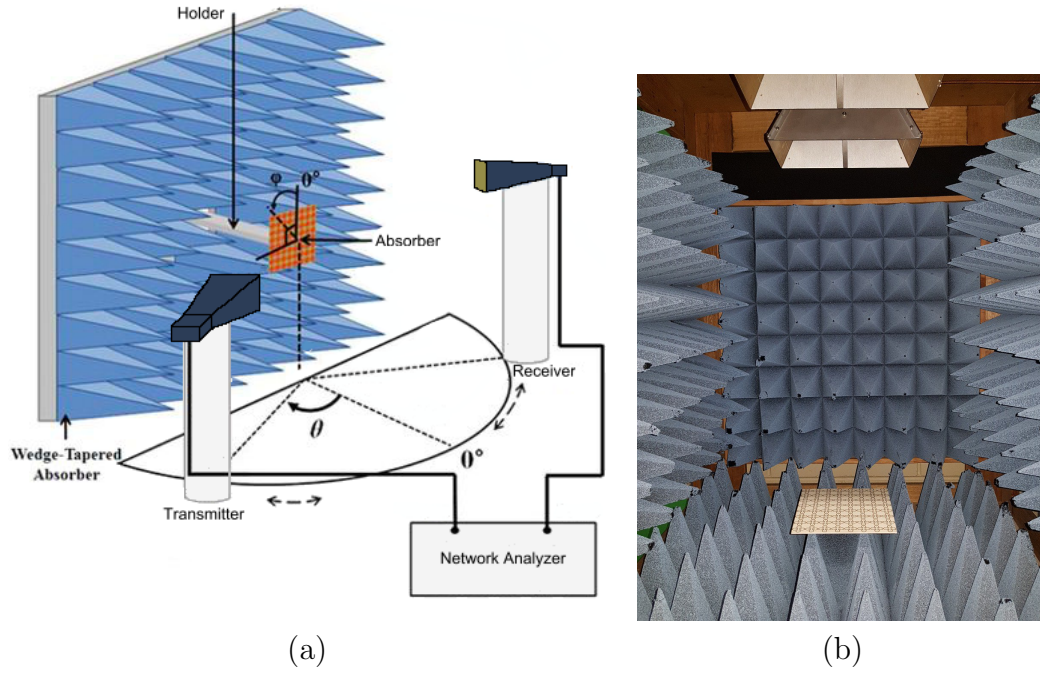 Holder
φ
0°
Absorber
Receiver
θ
0°
Wedge-Tapered
Absorber
Transmitter
Network Analyzer
(a)
(b)